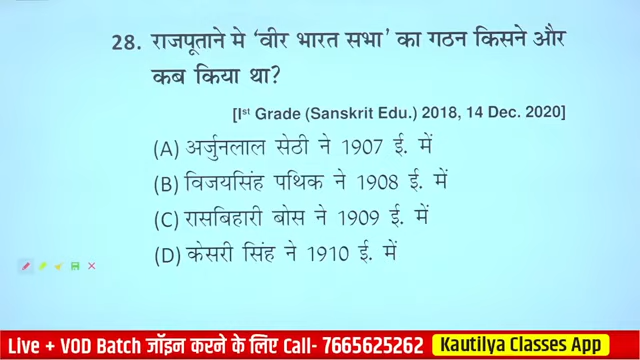 28. राजपूताने मे ‘वीर भारत सभा’ का गठन किसने और
कब किया था?
[Iˢᵗ Grade (Sanskrit Edu.) 2018, 14 Dec. 2020]
(A) अर्जुनलाल सेठी ने 1907 ई. में
(B) विजयसिंह पथिक ने 1908 ई. में
(C) रासबिहारी बोस ने 1909 ई. में
(D) केसरी सिंह ने 1910 ई. में
Live + VOD Batch जॉइन करने के लिए Call- 7665625262 Kautilya Classes App